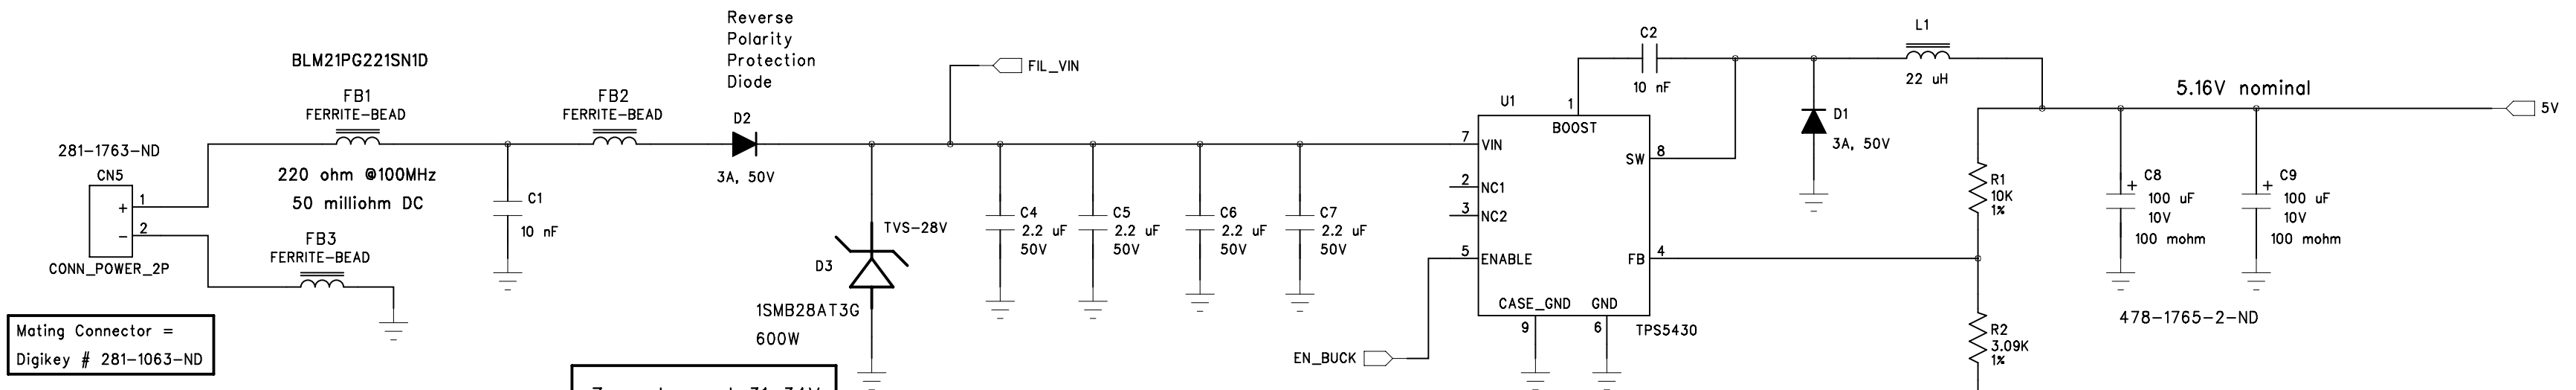 Reverse
Polarity
Protection
Diode
BLM21PG221SN1D
FB1
FERRITE-BEAD
FB2
FERRITE-BEAD
D2
3A, 50V
FIL_VIN
281-1763-ND
CN5
+ 1
- 2
CONN_POWER_2P
220 ohm @100MHz
50 milliohm DC
FB3
FERRITE-BEAD
C1
10 nF
Mating Connector =
Digikey # 281-1063-ND
TVS-28V
D3
1SMB28AT3G
600W
C4
2.2 uF
50V
C5
2.2 uF
50V
C6
2.2 uF
50V
C7
2.2 uF
50V
U1
1
BOOST
7 VIN
SW 8
2 NC1
3 NC2
5 ENABLE
FB 4
CASE_GND GND
9 6
TPS5430
EN_BUCK
C2
10 nF
D1
3A, 50V
L1
22 uH
5.16V nominal
5V
R1
10K
1%
C8
+ 100 uF
10V
100 mohm
C9
+ 100 uF
10V
100 mohm
478-1765-2-ND
R2
3.09K
1%